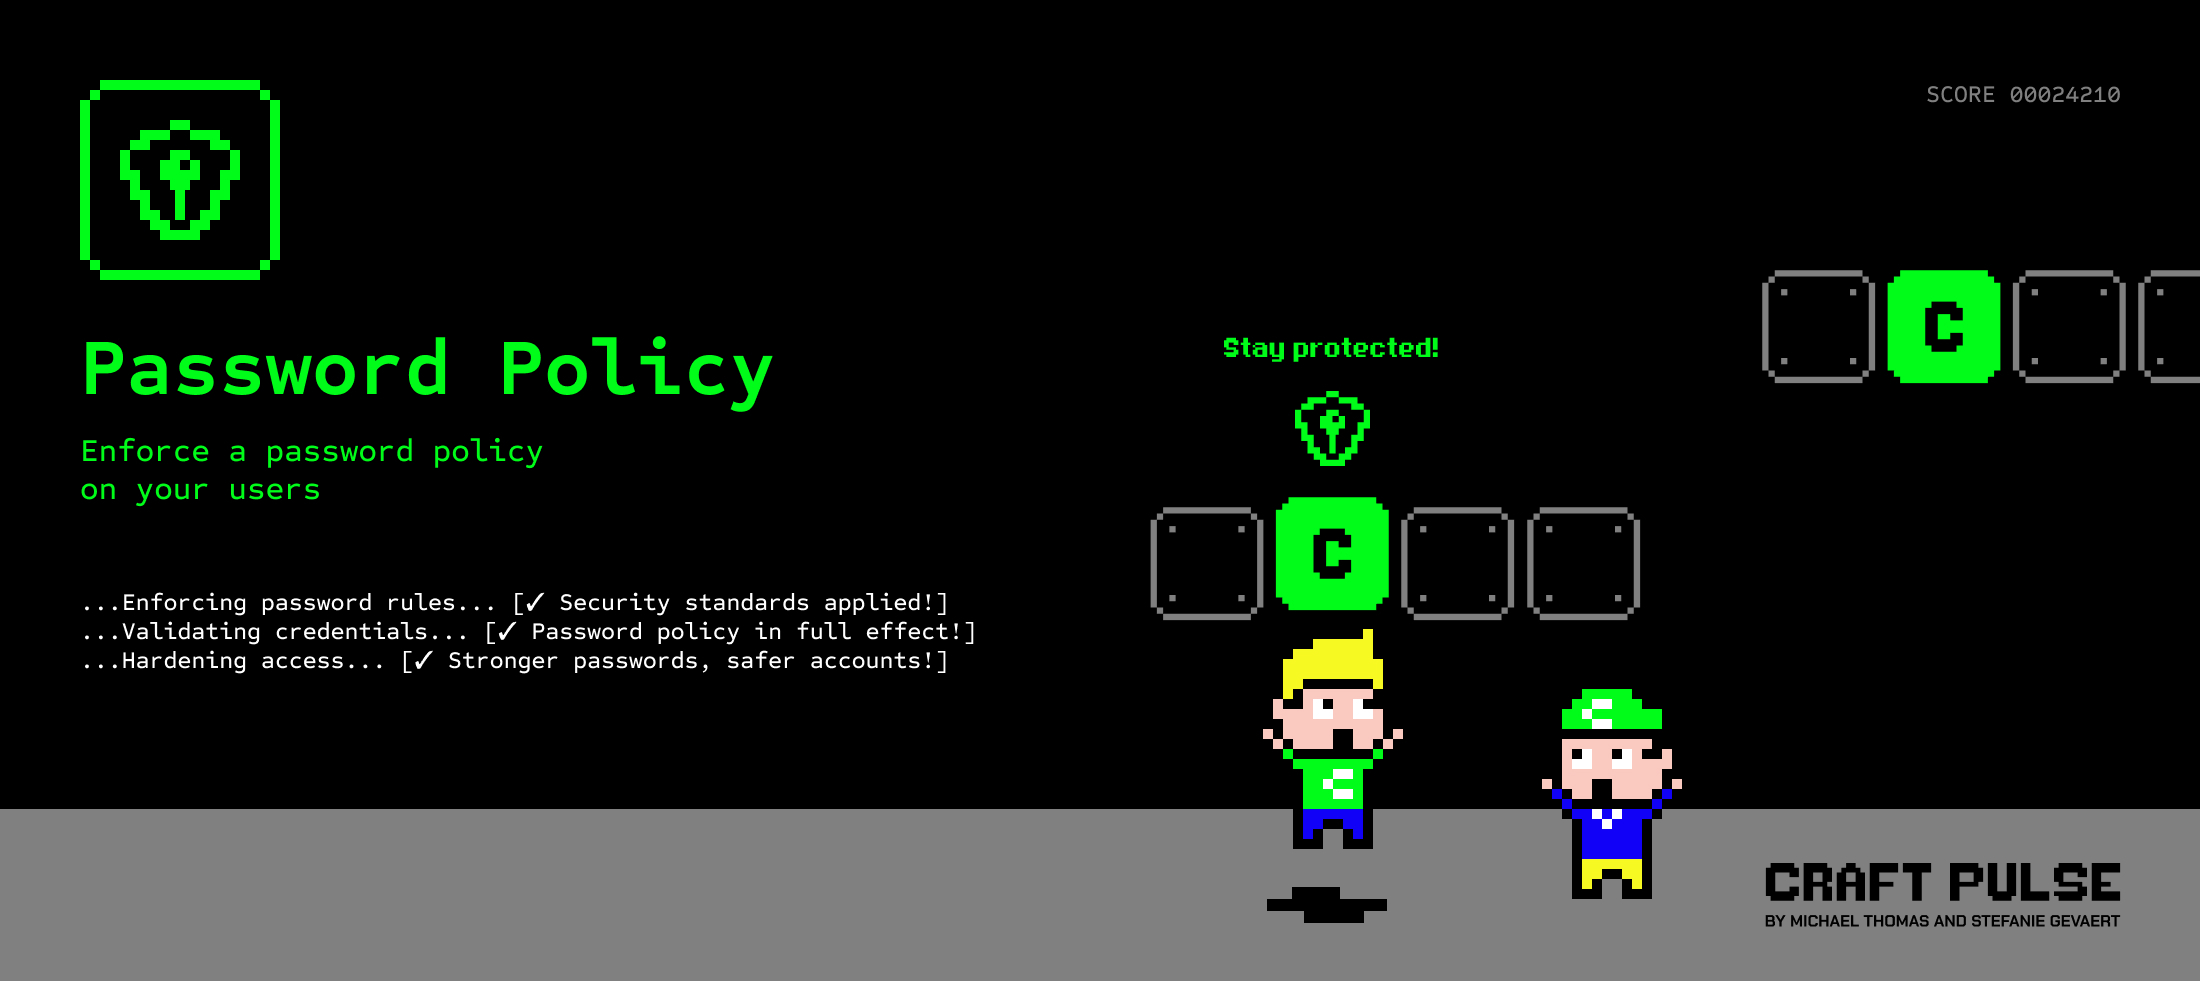 SCORE 00024210
Password Policy
Enforce a password policy
on your users
...Enforcing password rules... [✓ Security standards applied!]
...Validating credentials... [✓ Password policy in full effect!]
...Hardening access... [✓ Stronger passwords, safer accounts!]
Stay protected!
C
C
CRAFT PULSE
BY MICHAEL THOMAS AND STEFANIE GEVAERT